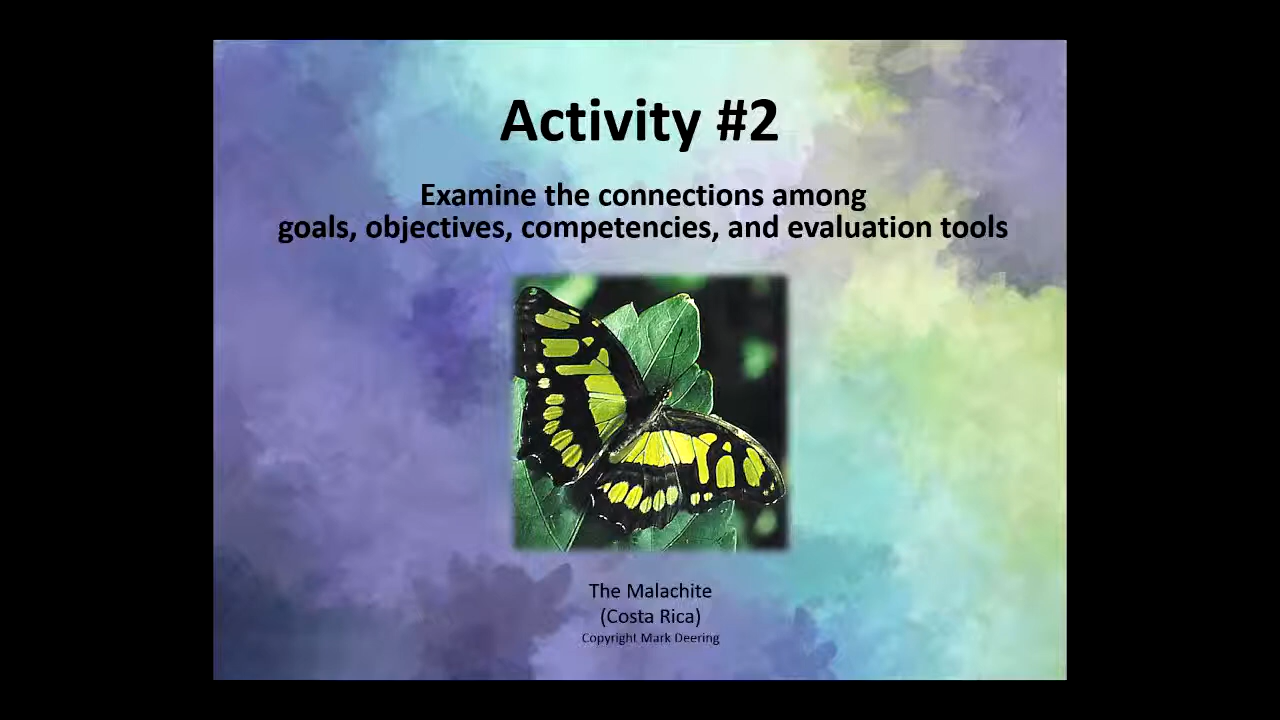 Activity #2
Examine the connections among
goals, objectives, competencies, and evaluation tools
The Malachite
(Costa Rica)
Copyright Mark Deering